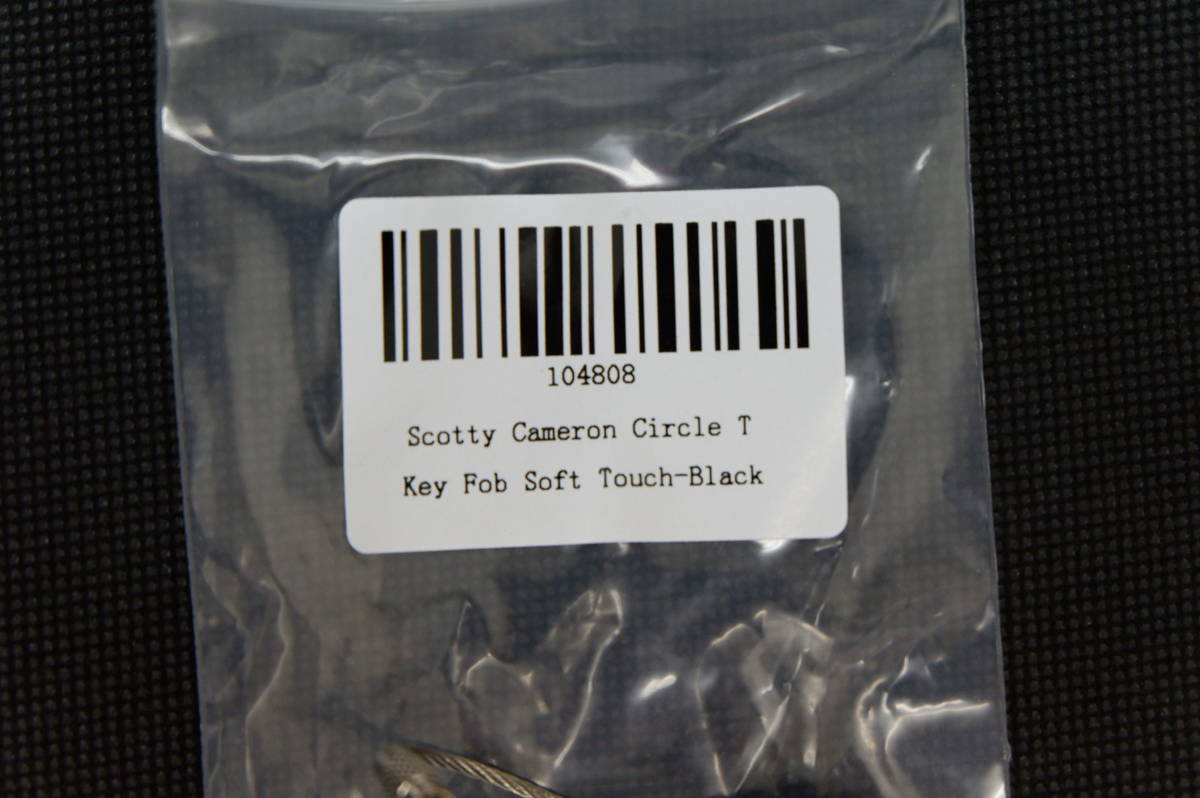 104808
Scotty Cameron Circle T
Key Fob Soft Touch-Black